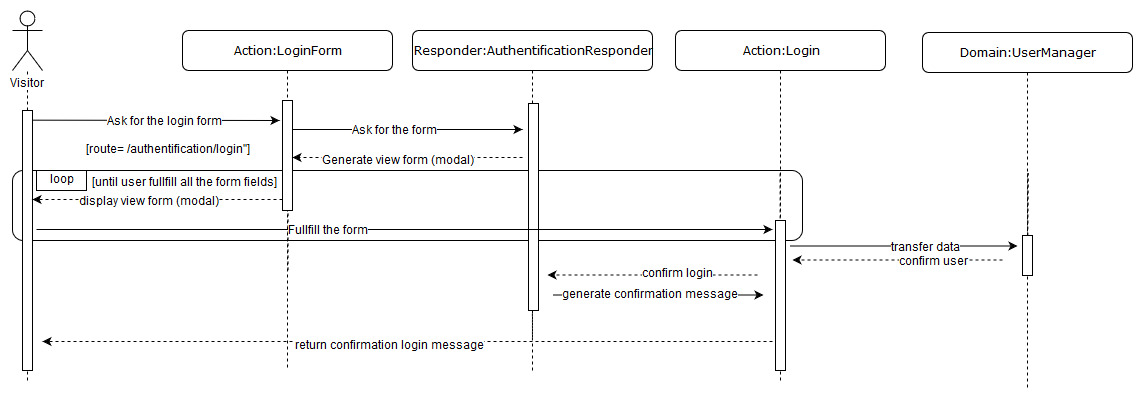 Visitor
Action:LoginForm
Responder:AuthentificationResponder
Action:Login
Domain:UserManager
Ask for the login form
[route= /authentification/login"]
Ask for the form
Generate view form (modal)
loop
[until user fullfill all the form fields]
display view form (modal)
Fullfill the form
transfer data
confirm user
confirm login
generate confirmation message
return confirmation login message